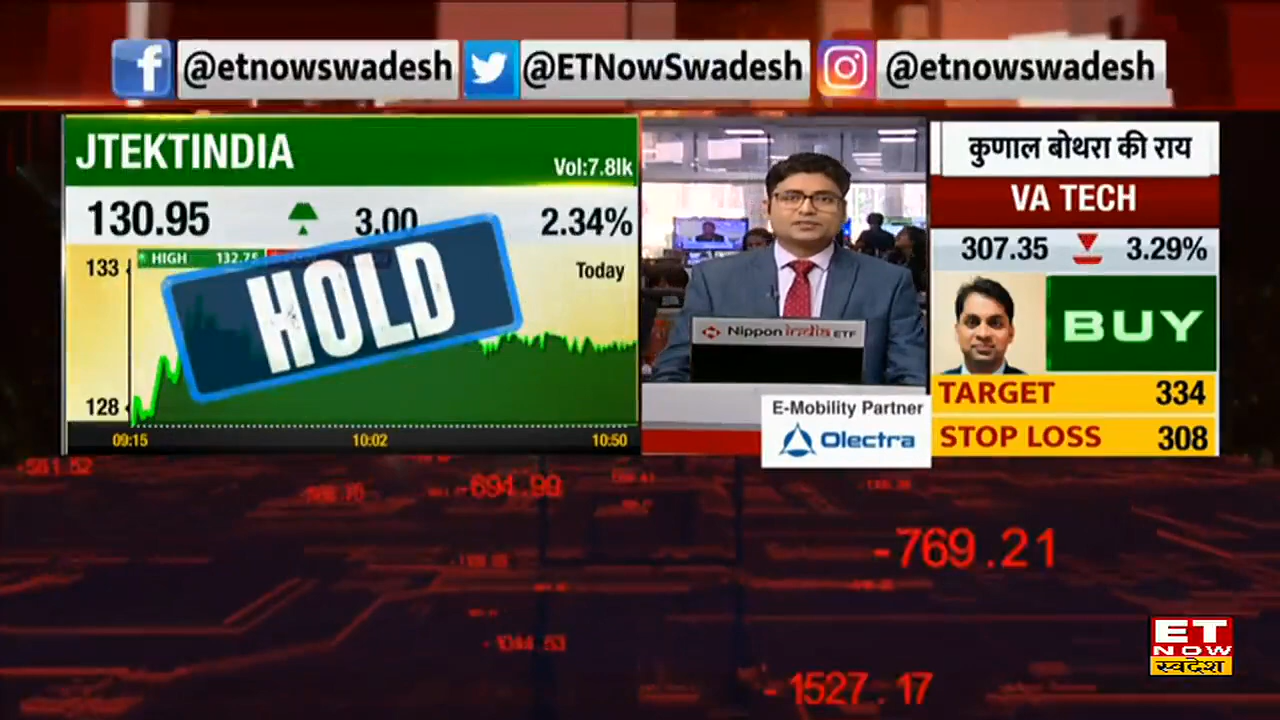 @etnowswadesh @ETNowSwadesh @etnowswadesh
JTEKTINDIA
Vol:7.8lk
130.95 3.00 2.34%
HIGH 132.75
133
Today
HOLD
128
09:15 10:02 10:50
Nippon india ETF
E-Mobility Partner
Olectra
कुणाल बोथरा की राय
VA TECH
307.35 3.29%
BUY
TARGET 334
STOP LOSS 308
-694.99
-769.21
-1044.53
-1527.17
ET
NOW
स्वदेश